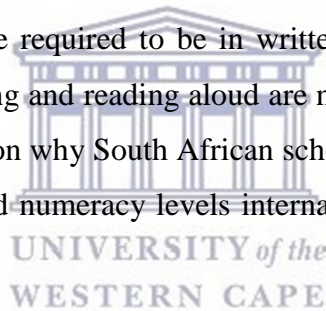 e required to be in writte
ng and reading aloud are n
on why South African scho
d numeracy levels interna
UNIVERSITY of the
WESTERN CAPE